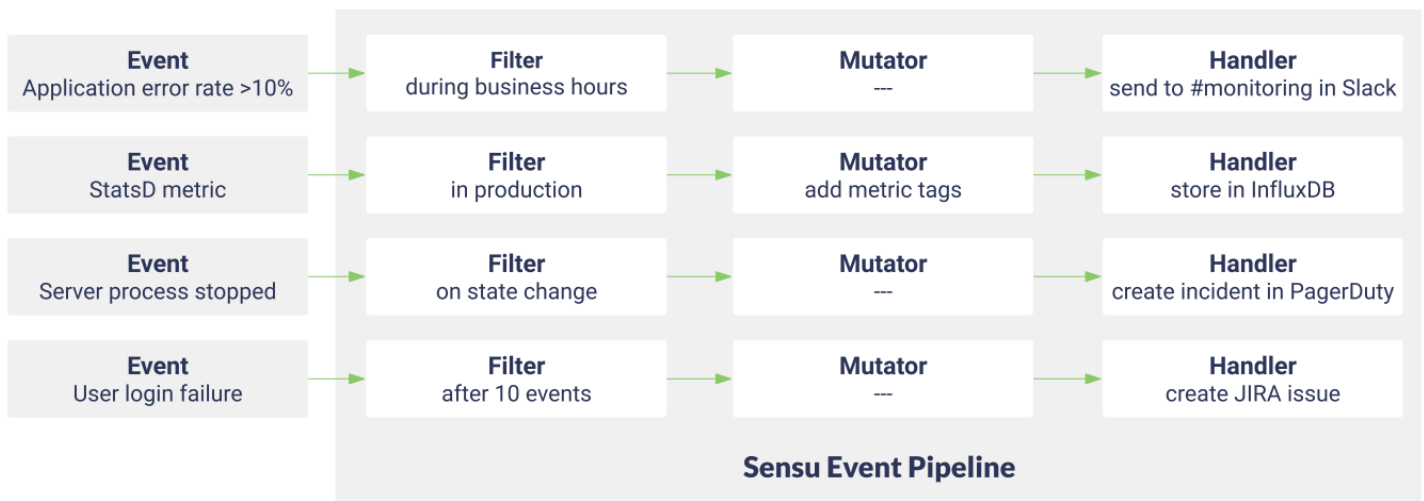 Event
Application error rate >10%
Filter
during business hours
Mutator
---
Handler
send to #monitoring in Slack
Event
StatsD metric
Filter
in production
Mutator
add metric tags
Handler
store in InfluxDB
Event
Server process stopped
Filter
on state change
Mutator
---
Handler
create incident in PagerDuty
Event
User login failure
Filter
after 10 events
Mutator
---
Handler
create JIRA issue
Sensu Event Pipeline